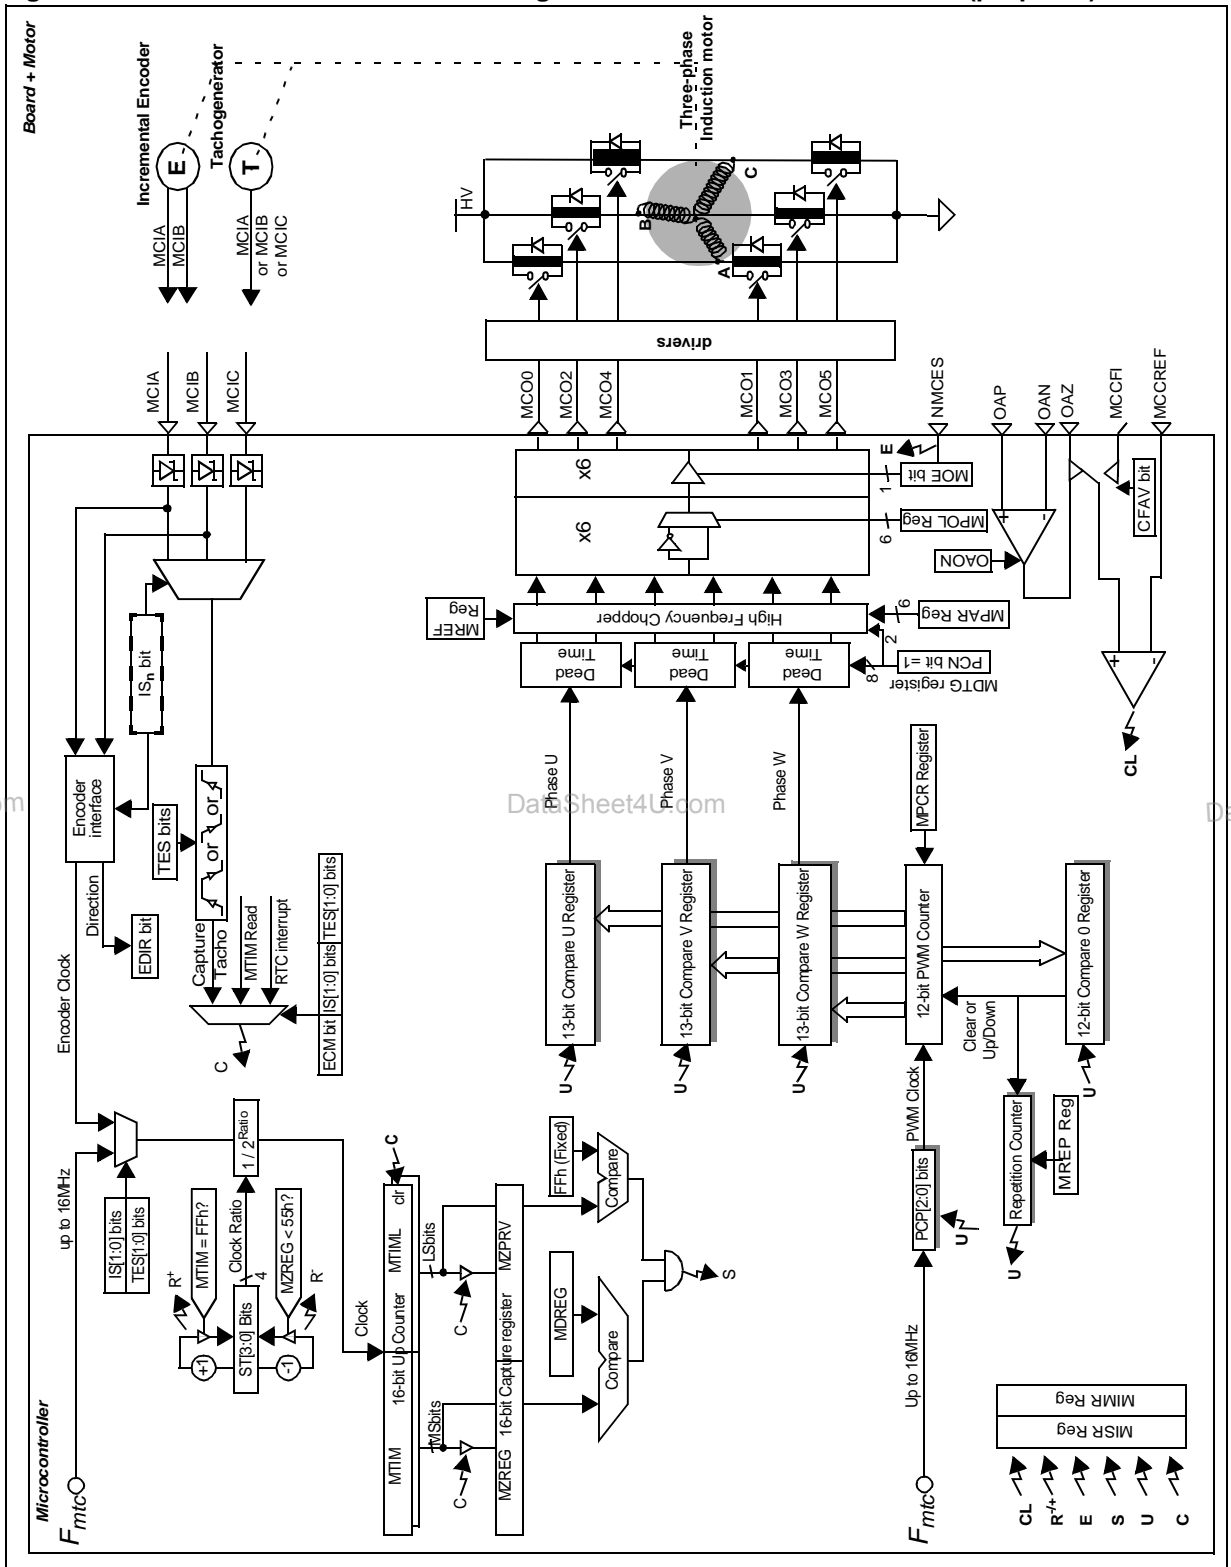 Board + Motor
Incremental Encoder
E
Tachogenerator
T
MCIA
MCIB
MCIA
or MCIB
or MCIC
HV
Three-phase
Induction motor
A
B
C
drivers
MCIA
MCIB
MCIC
MCO0
MCO2
MCO4
MCO1
MCO3
MCO5
NMCES
OAP
OAN
OAZ
MCCFI
MCCREF
x6
x6
E
1
MOE bit
6
MPOL Reg
OAON
+
-
CFAV bit
+
-
CL
ISn bit
MREF
Reg
High Frequency Chopper
6
MPAR Reg
2
Dead
Time
Dead
Time
Dead
Time
8
PCN bit =1
MDTG register
Encoder
interface
TES bits
or
or
Direction
EDIR bit
Capture
Tacho
MTIM Read
RTC interrupt
C
ECM bit
IS[1:0] bits
TES[1:0] bits
Encoder Clock
Phase U
Phase V
Phase W
DataSheet4U.com
om
Da
MPCR Register
13-bit Compare U Register
13-bit Compare V Register
13-bit Compare W Register
12-bit PWM Counter
12-bit Compare 0 Register
U
U
U
U
Clear or
Up/Down
PWM Clock
Repetition Counter
MREP Reg
U
PCP[2:0] bits
U
Up to 16MHz
Fmtc
up to 16MHz
IS[1:0] bits
TES[1:0] bits
1 / 2Ratio
Clock Ratio
4
R+
MTIM = FFh?
MZREG < 55h?
R-
+1
ST[3:0] Bits
-1
Clock
C
MTIM
16-bit Up Counter
MTIML
clr
MSbits
LSbits
C
C
MZREG
16-bit Capture register
MZPRV
MDREG
FFh (Fixed)
Compare
Compare
S
Microcontroller
Fmtc
MIMR Reg
MISR Reg
CL
R-/+
E
S
U
C